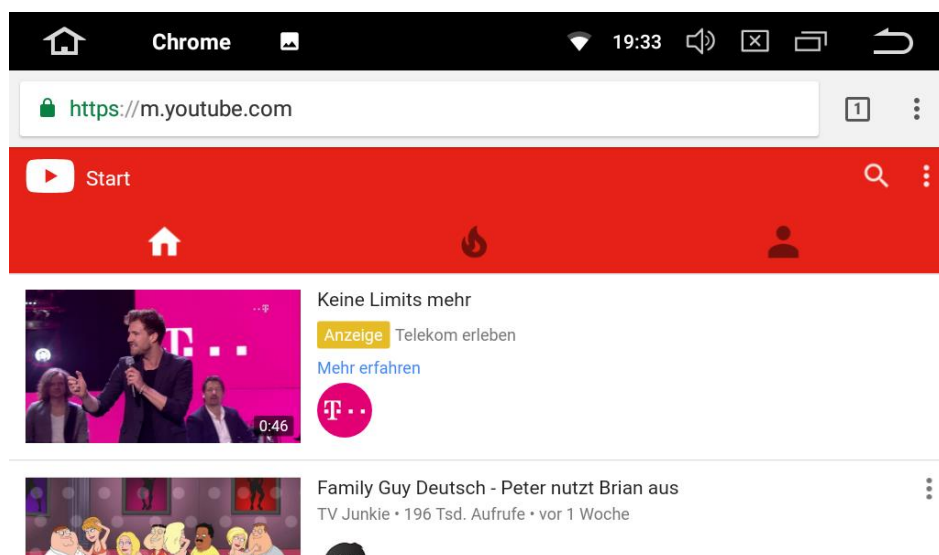 Chrome
19:33
https://m.youtube.com
1
Start
Keine Limits mehr
Anzeige Telekom erleben
Mehr erfahren
T
T
0:46
Family Guy Deutsch - Peter nutzt Brian aus
TV Junkie • 196 Tsd. Aufrufe • vor 1 Woche